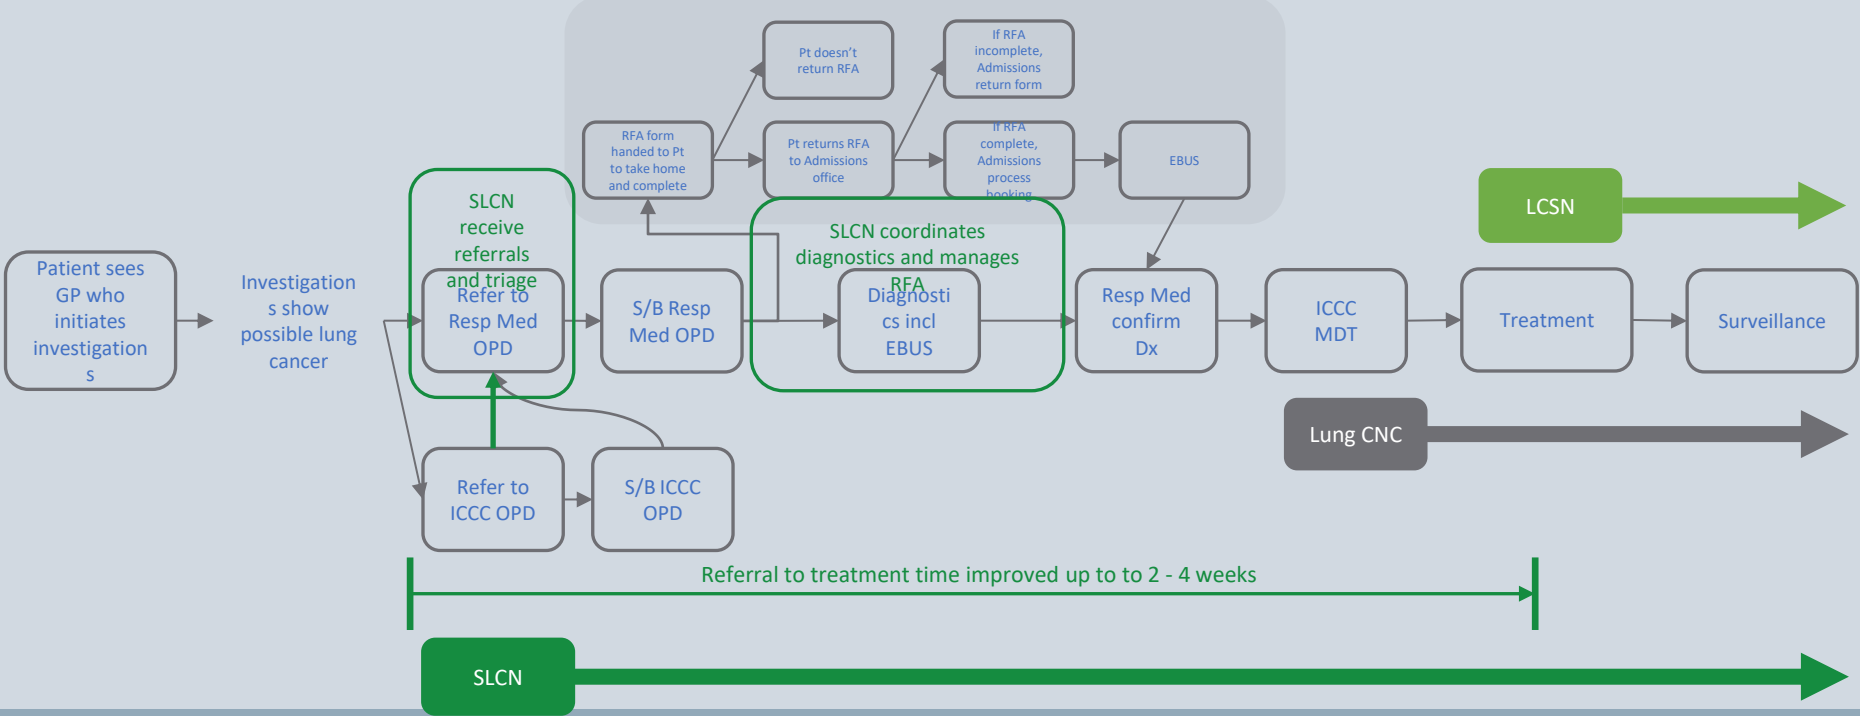 Pt doesn't
return RFA
If RFA
incomplete,
Admissions
return form
RFA form
handed to Pt
to take home
and complete
Pt returns RFA
to Admissions
office
If RFA
complete,
Admissions
process
booking
EBUS
SLCN
receive
referrals
and triage
SLCN coordinates
diagnostics and manages
RFA
LCSN
Patient sees
GP who
initiates
investigation
s
Investigation
s show
possible lung
cancer
Refer to
Resp Med
OPD
S/B Resp
Med OPD
Diagnosti
cs incl
EBUS
Resp Med
confirm
Dx
ICCC
MDT
Treatment
Surveillance
Lung CNC
Refer to
ICCC OPD
S/B ICCC
OPD
Referral to treatment time improved up to to 2 - 4 weeks
SLCN